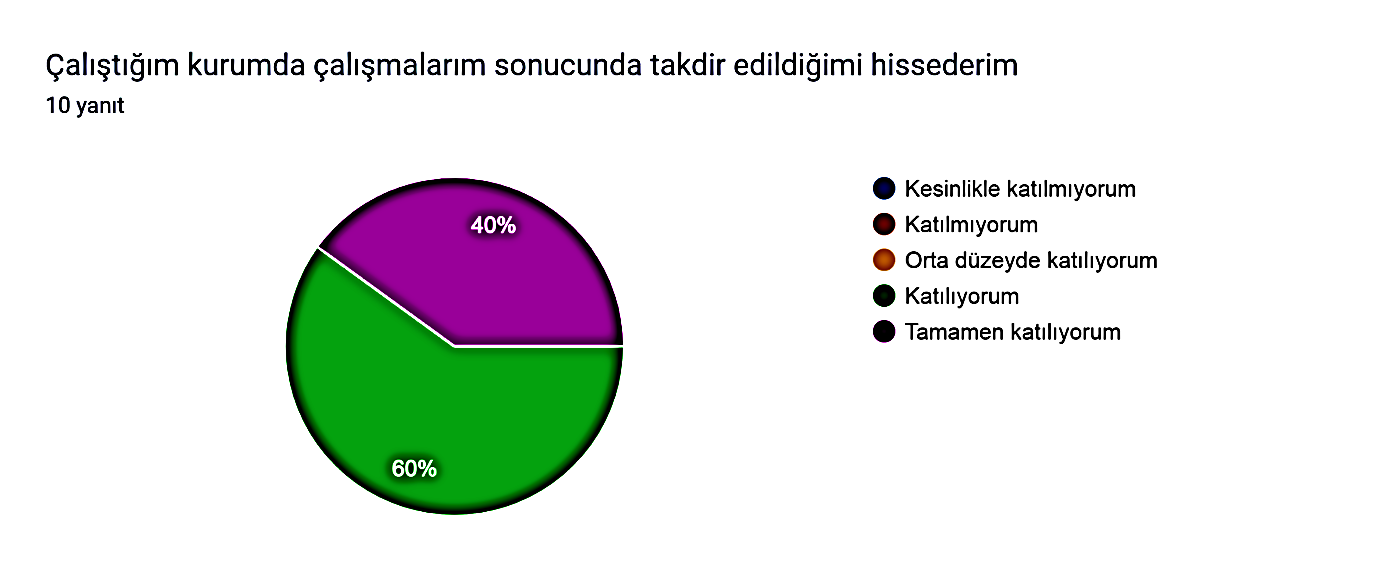 Çalıştığım kurumda çalışmalarım sonucunda takdir edildiğimi hissederim
10 yanıt
40%
60%
Kesinlikle katılmıyorum
Katılmıyorum
Orta düzeyde katılıyorum
Katılıyorum
Tamamen katılıyorum